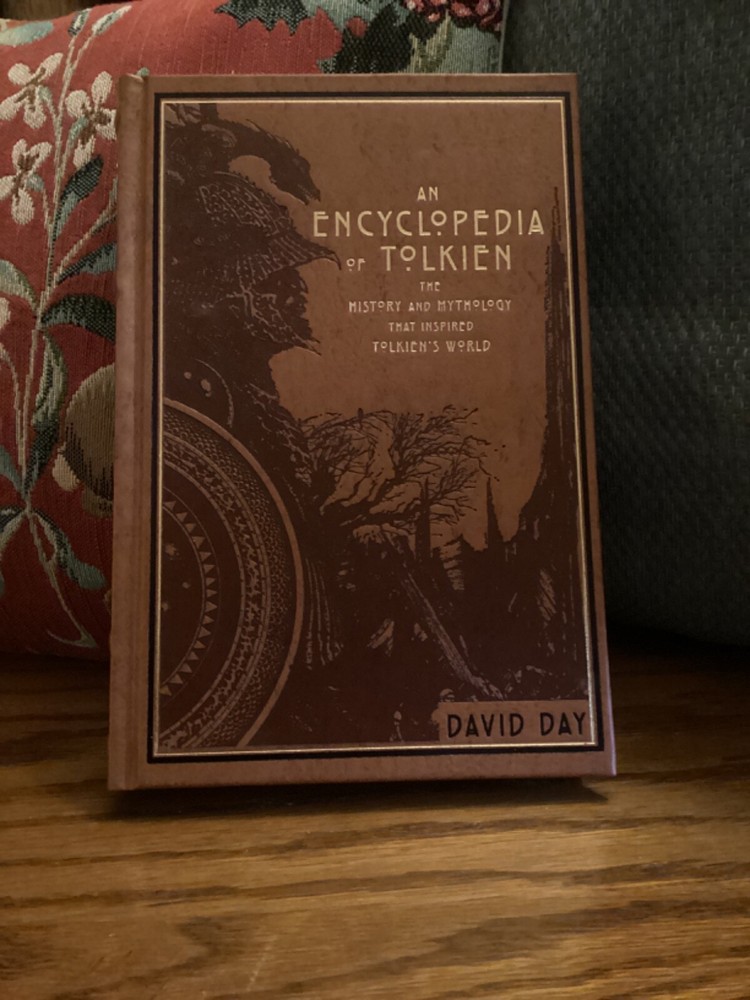 AN
ENCYCLOPEDIA
OF TOLKIEN
THE
HISTORY AND MYTHOLOGY
THAT INSPIRED
TOLKIEN'S WORLD
DAVID DAY